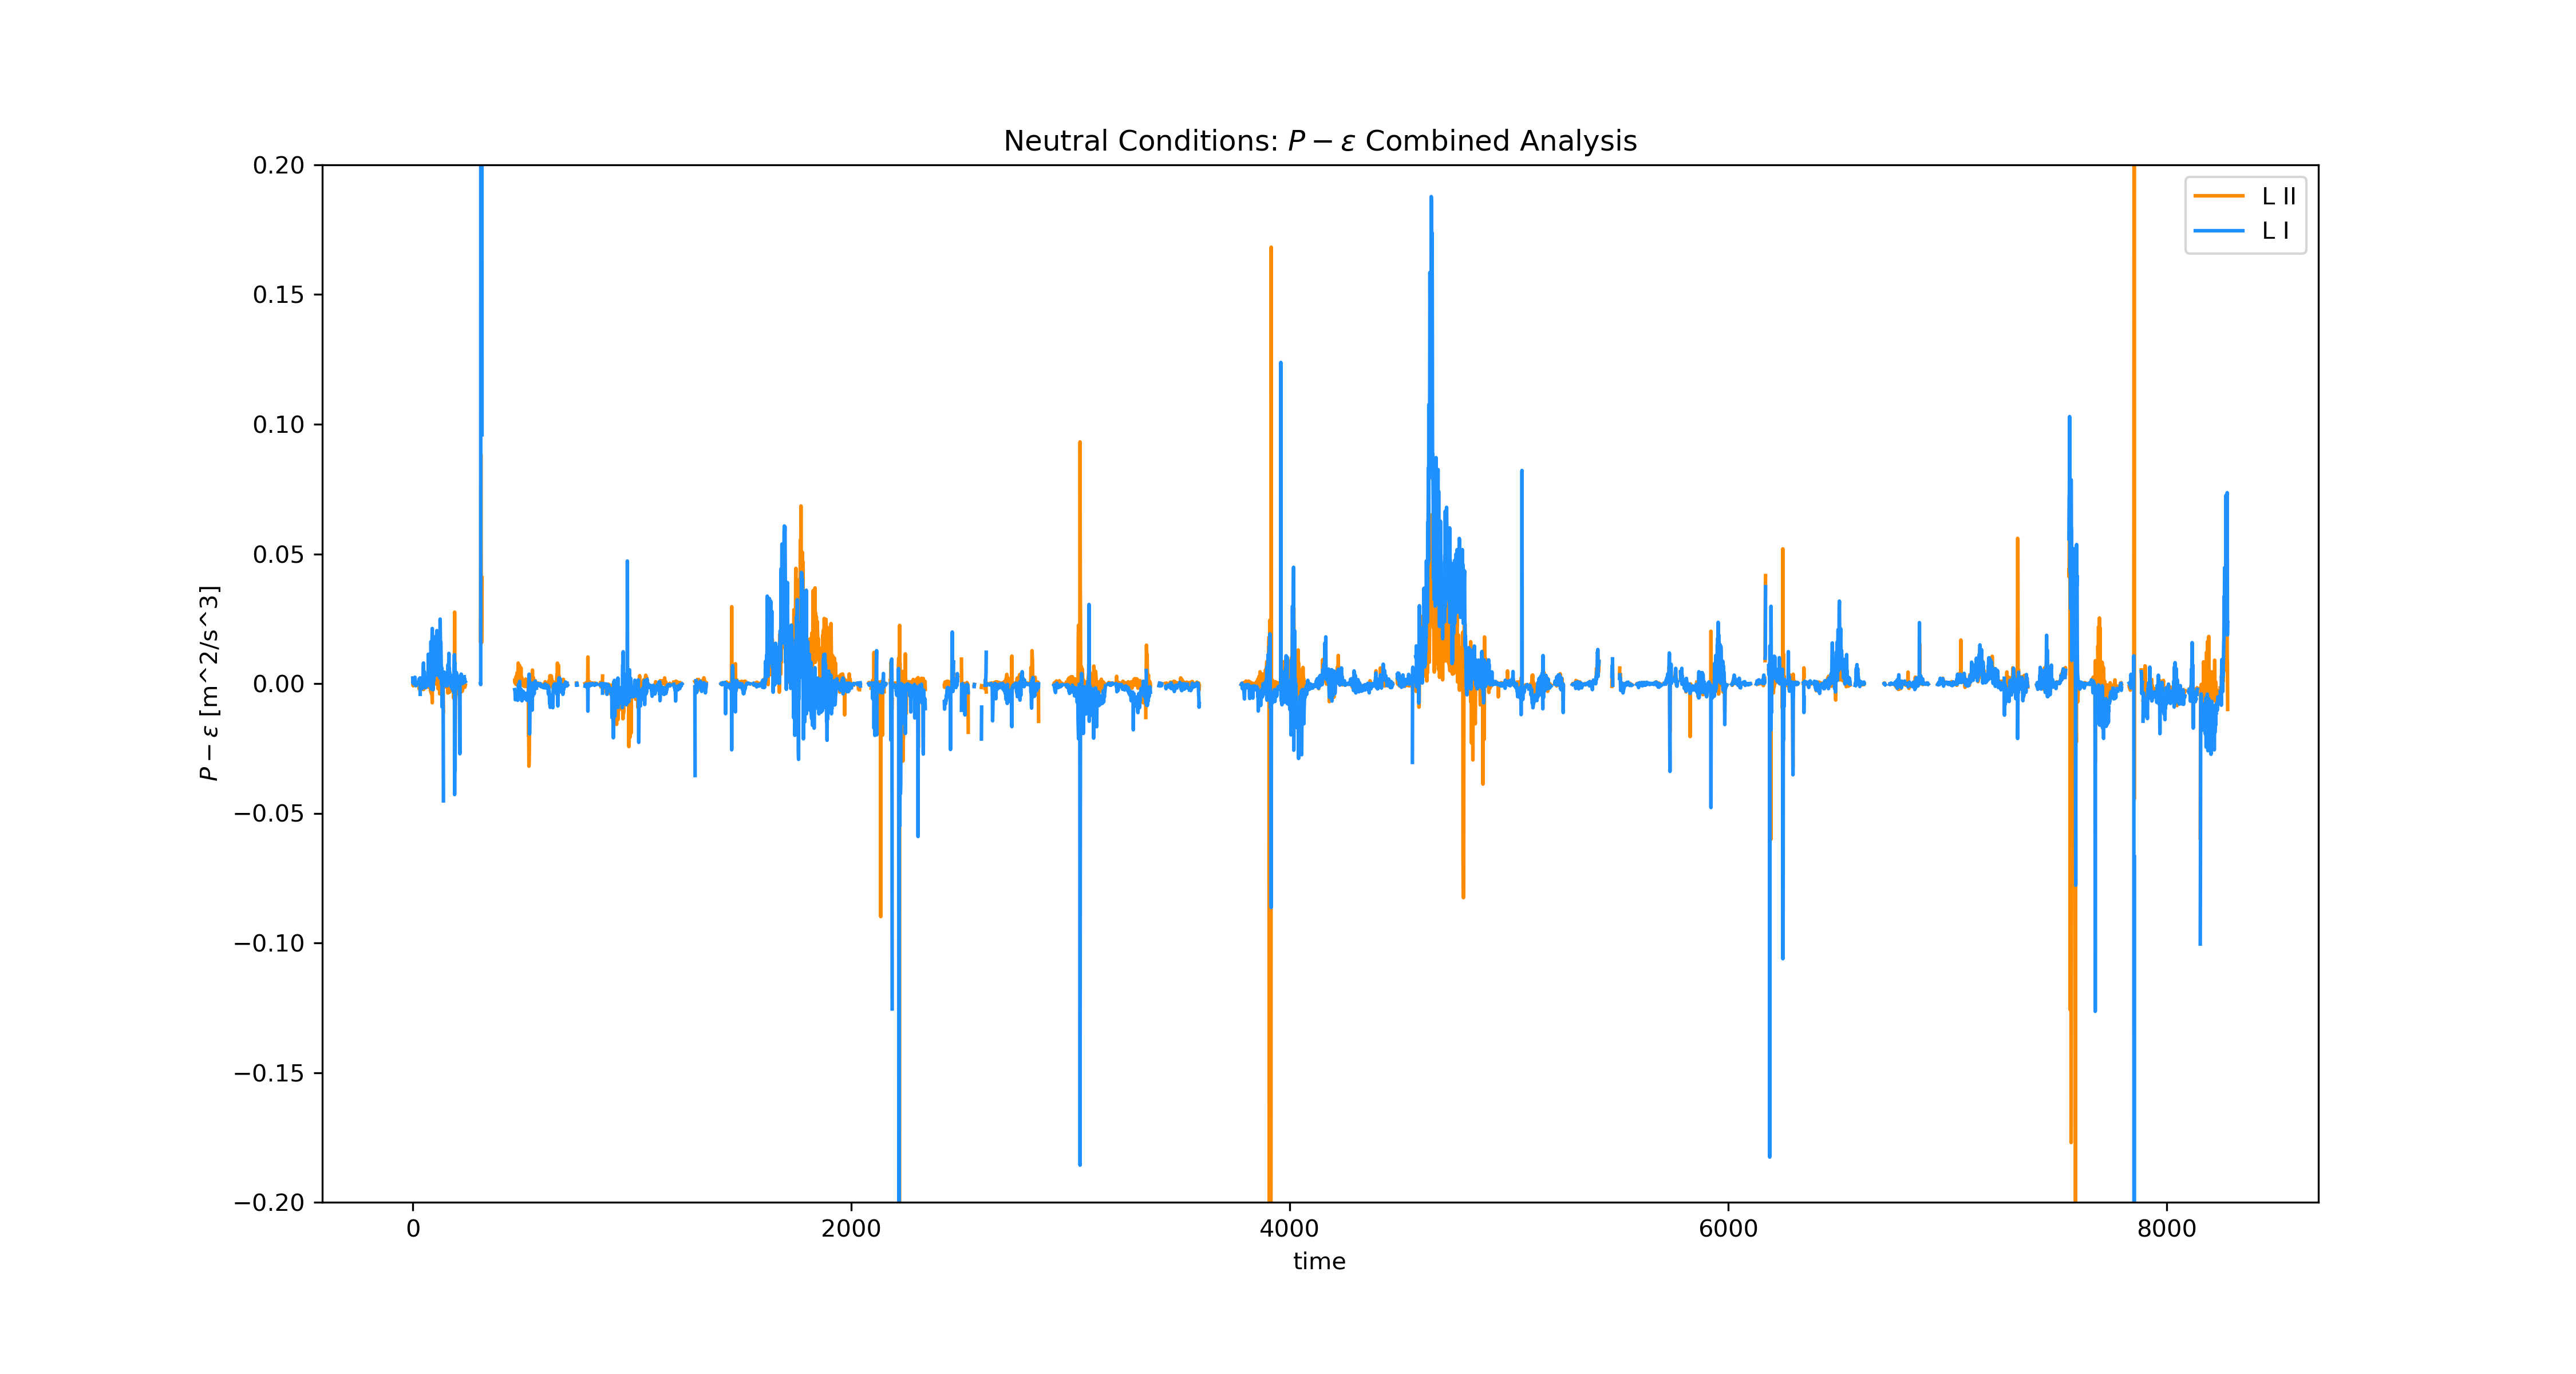 Neutral Conditions: P − ε Combined Analysis
0.20
0.15
0.10
0.05
0.00
−0.05
−0.10
−0.15
−0.20
P − ε [m^2/s^3]
L II
L I
0 2000 4000 6000 8000
time